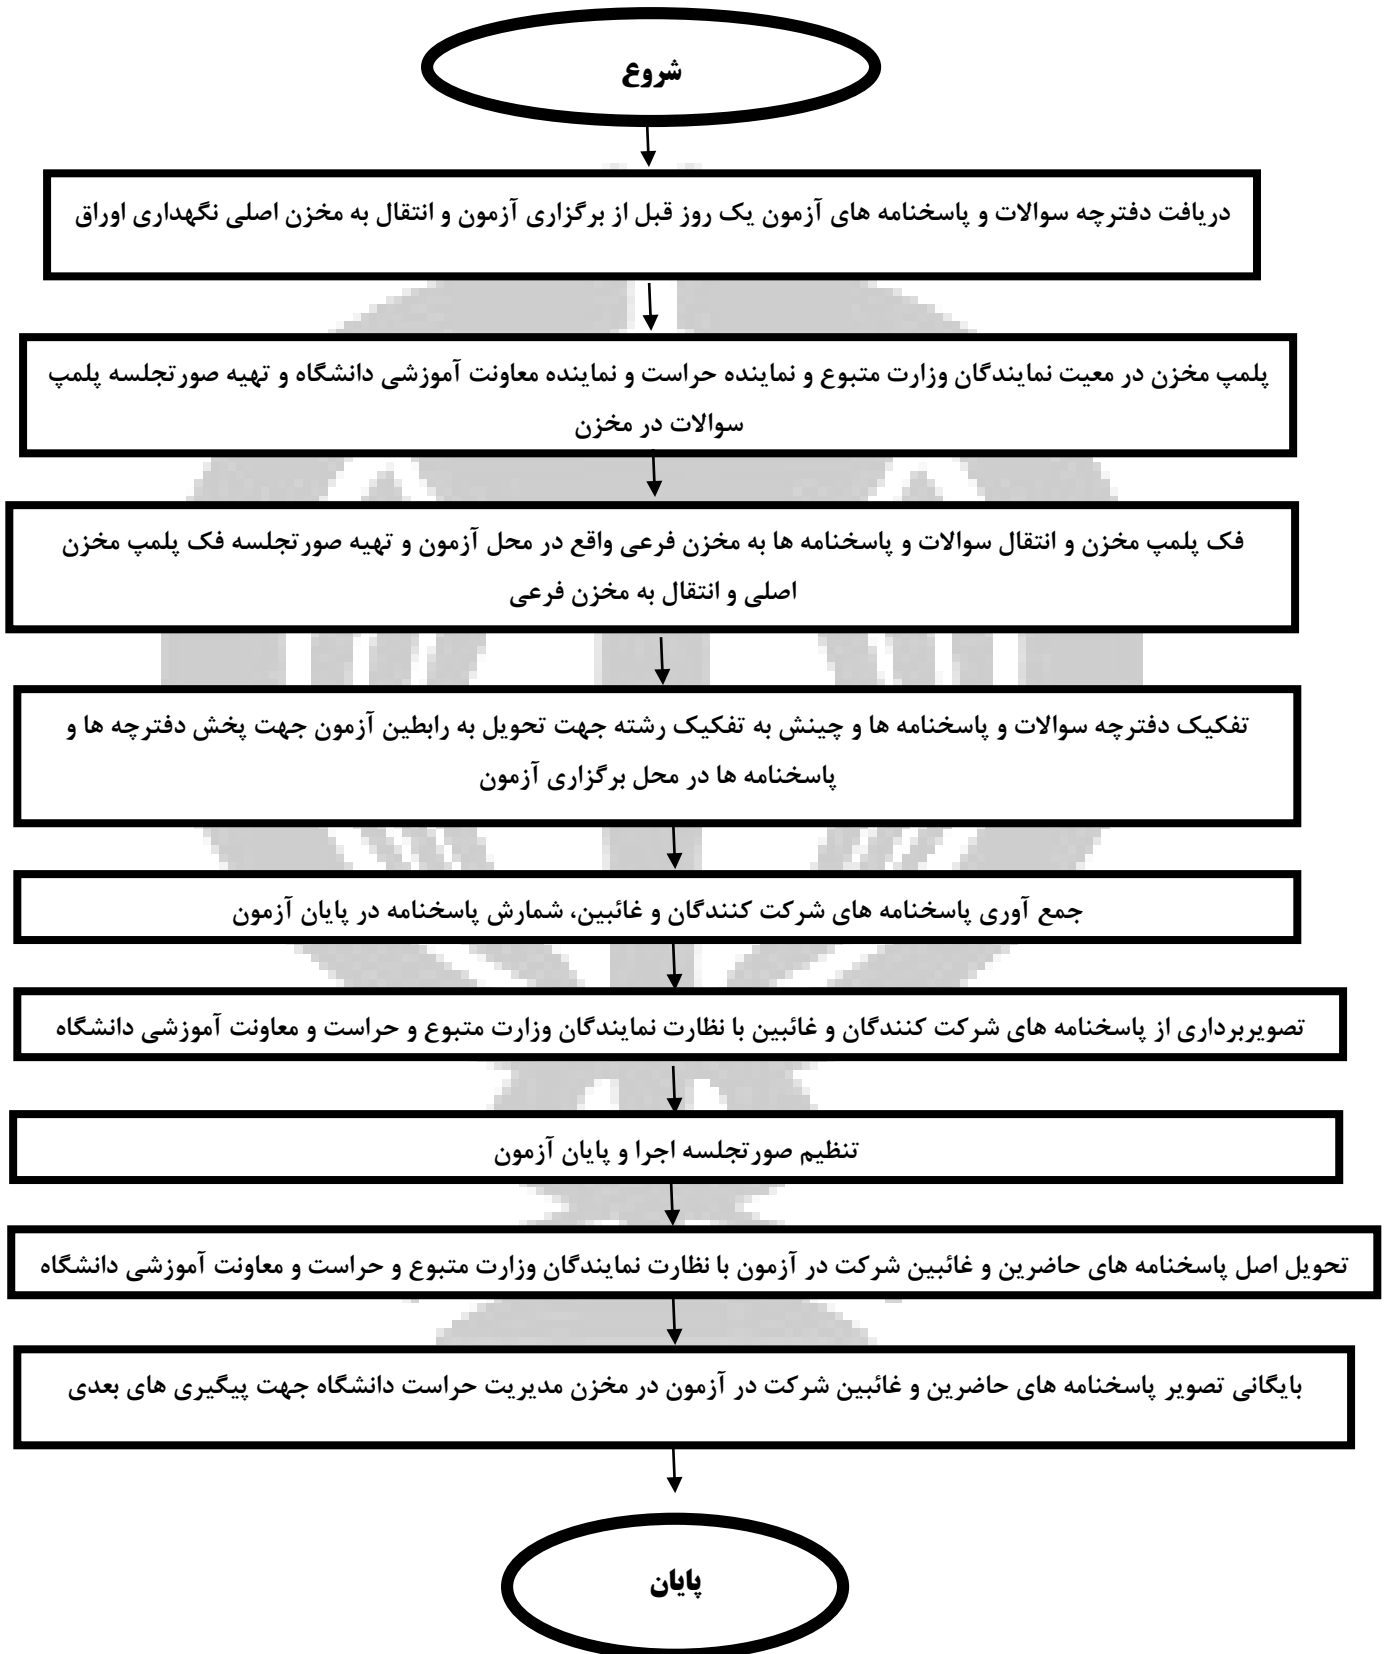 شروع
دریافت دفترچه سوالات و پاسخنامه های آزمون یک روز قبل از برگزاری آزمون و انتقال به مخزن اصلی نگهداری اوراق
پلمپ مخزن در معیت نمایندگان وزارت متبوع و نماینده حراست و نماینده معاونت آموزشی دانشگاه و تهیه صورتجلسه پلمپ
سوالات در مخزن
فک پلمپ مخزن و انتقال سوالات و پاسخنامه ها به مخزن فرعی واقع در محل آزمون و تهیه صورتجلسه فک پلمپ مخزن
اصلی و انتقال به مخزن فرعی
تفکیک دفترچه سوالات و پاسخنامه ها و چینش به تفکیک رشته جهت تحویل به رابطین آزمون جهت پخش دفترچه ها و
پاسخنامه ها در محل برگزاری آزمون
جمع آوری پاسخنامه های شرکت کنندگان و غائبین، شمارش پاسخنامه در پایان آزمون
تصویربرداری از پاسخنامه های شرکت کنندگان و غائبین با نظارت نمایندگان وزارت متبوع و حراست و معاونت آموزشی دانشگاه
تنظیم صورتجلسه اجرا و پایان آزمون
تحویل اصل پاسخنامه های حاضرین و غائبین شرکت در آزمون با نظارت نمایندگان وزارت متبوع و حراست و معاونت آموزشی دانشگاه
بایگانی تصویر پاسخنامه های حاضرین و غائبین شرکت در آزمون در مخزن مدیریت حراست دانشگاه جهت پیگیری های بعدی
پایان